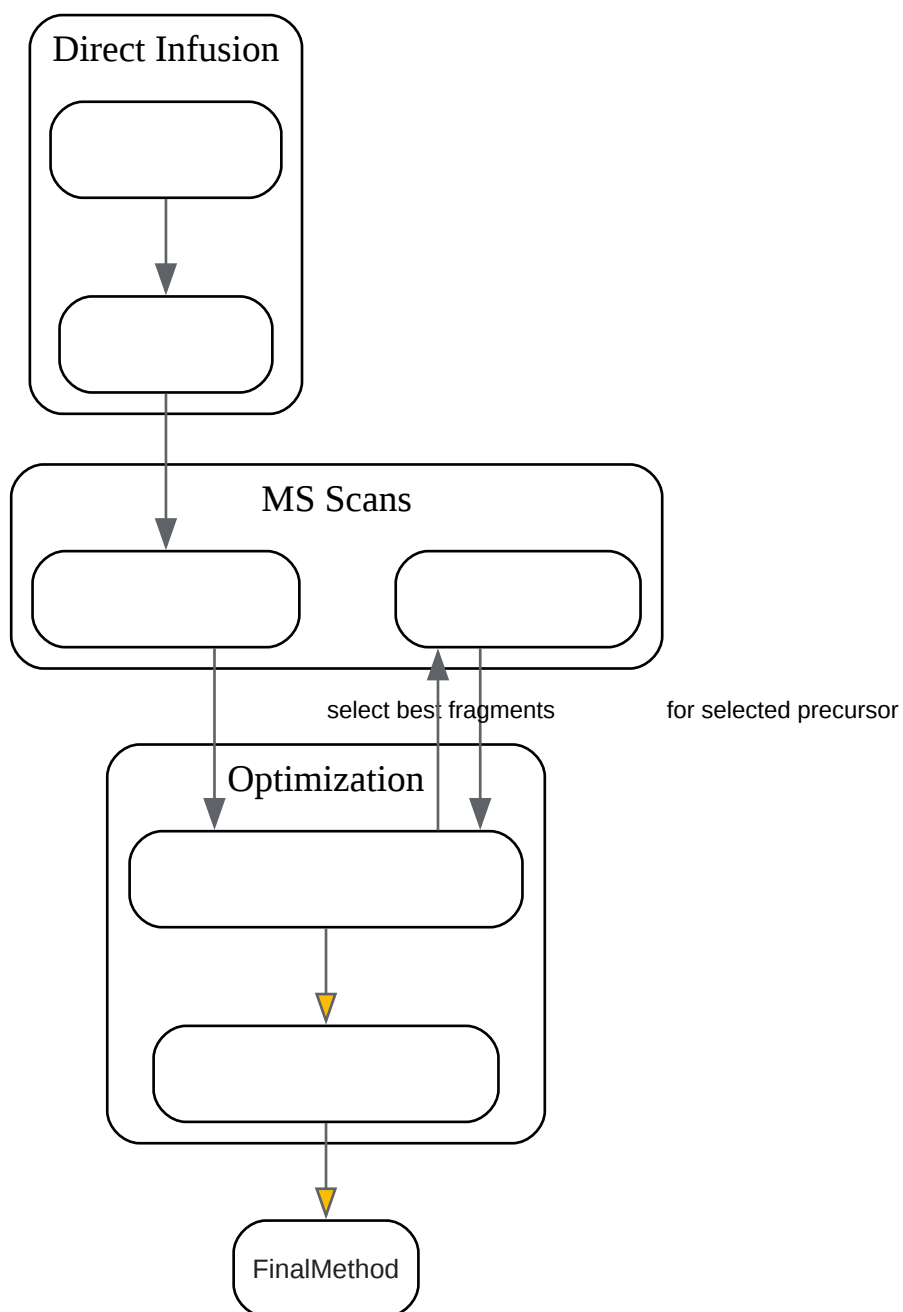 Direct Infusion
MS Scans
select best fragments
for selected precursor
Optimization
FinalMethod